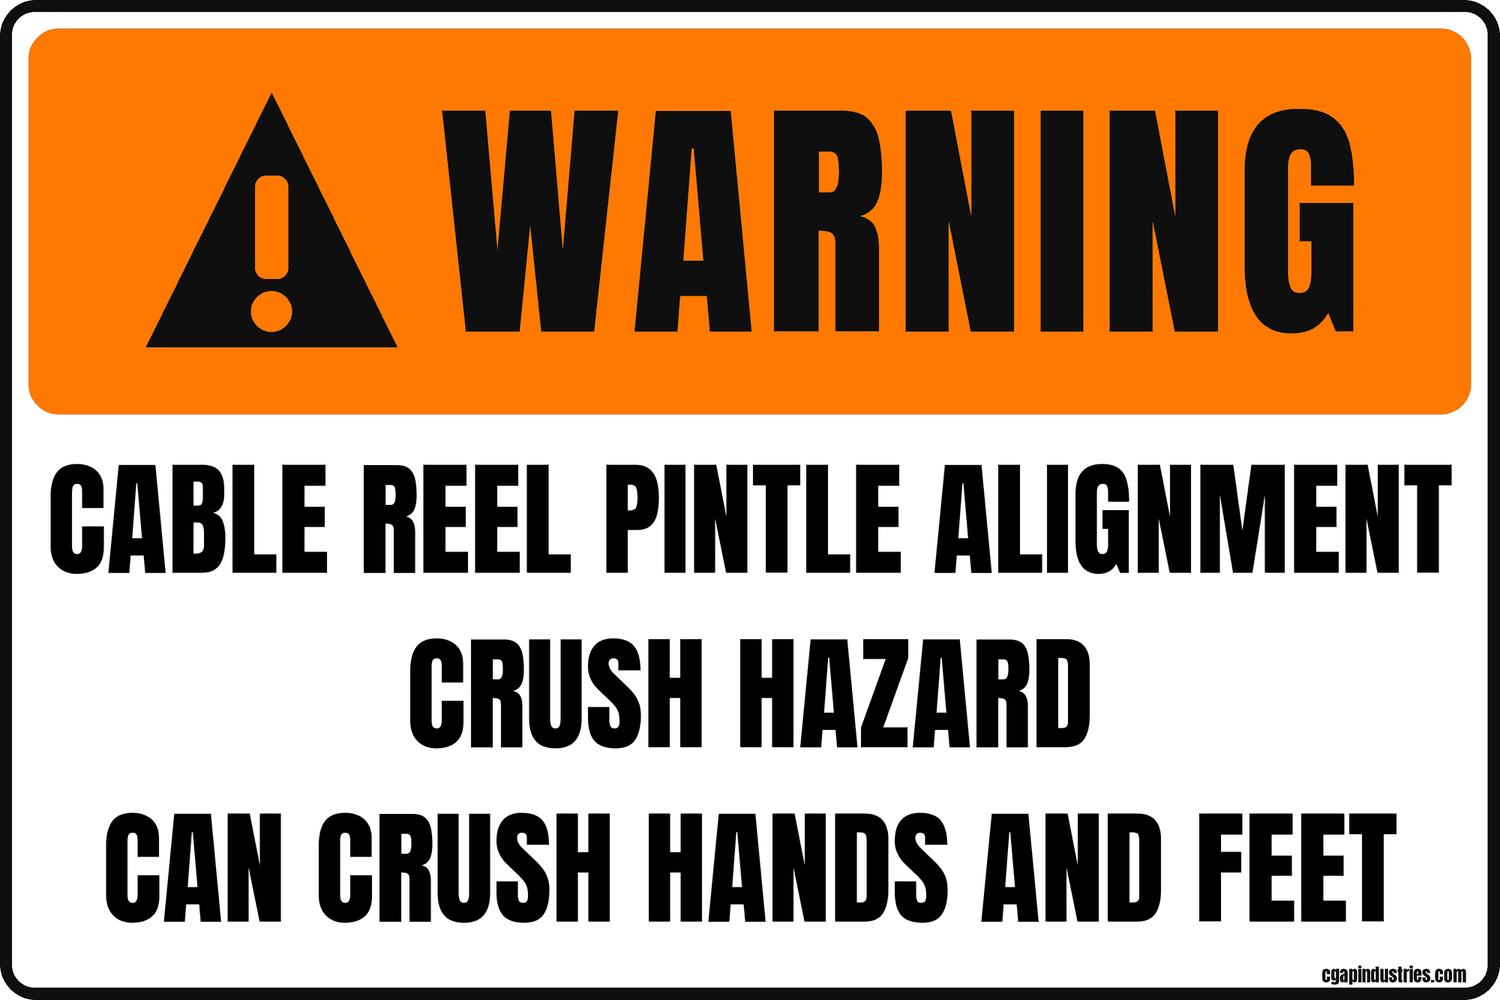 WARNING
CABLE REEL PINTLE ALIGNMENT
CRUSH HAZARD
CAN CRUSH HANDS AND FEET
cgapindustries.com